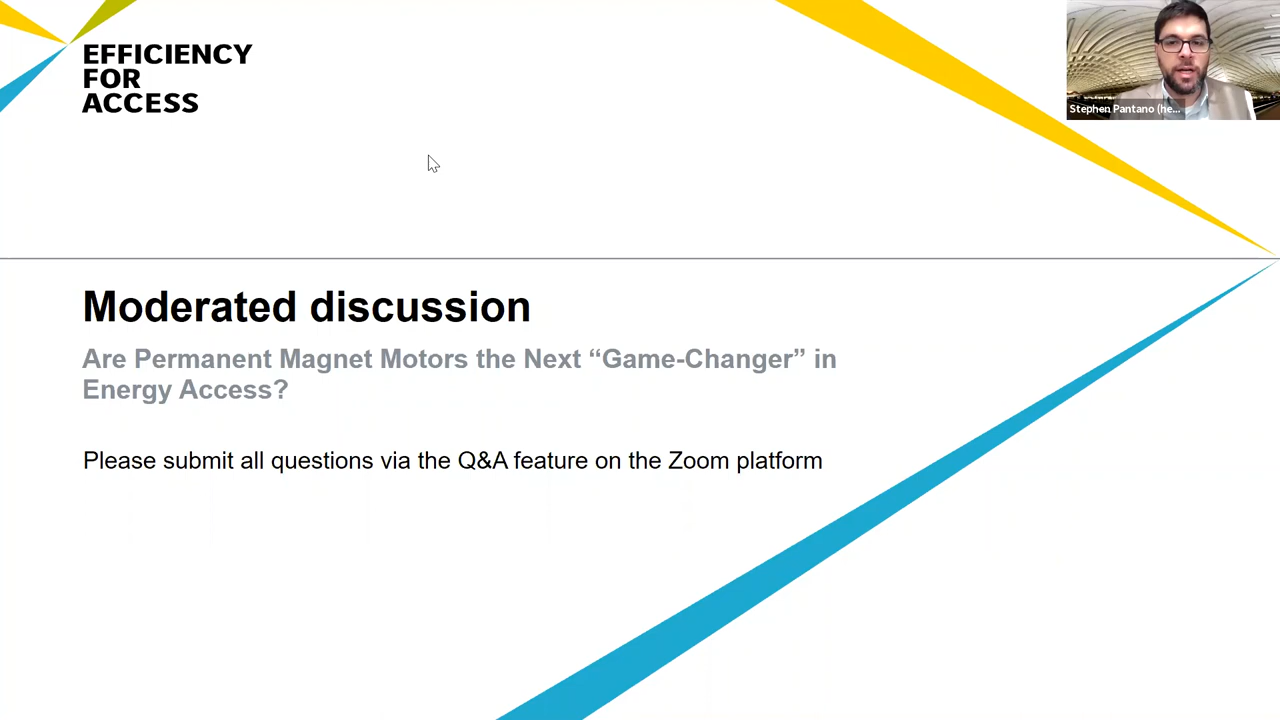 EFFICIENCY
FOR
ACCESS
Stephen Pantano (he...
Moderated discussion
Are Permanent Magnet Motors the Next “Game-Changer” in
Energy Access?
Please submit all questions via the Q&A feature on the Zoom platform